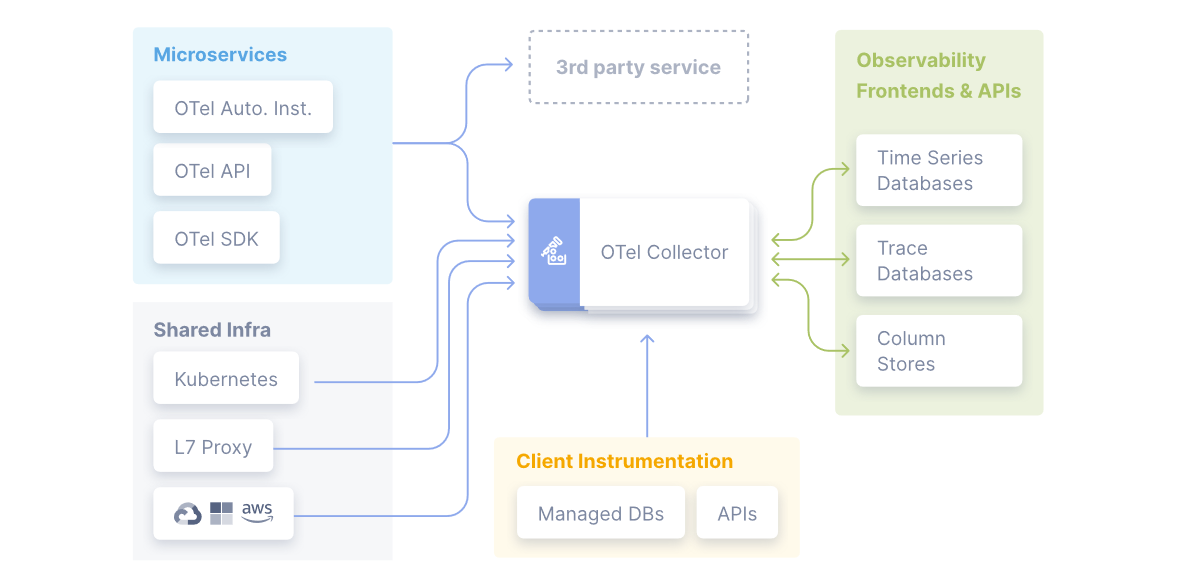 Microservices
OTel Auto. Inst.
OTel API
OTel SDK
Shared Infra
Kubernetes
L7 Proxy
aws
3rd party service
OTel Collector
Client Instrumentation
Managed DBs
APIs
Observability
Frontends & APIs
Time Series
Databases
Trace
Databases
Column
Stores